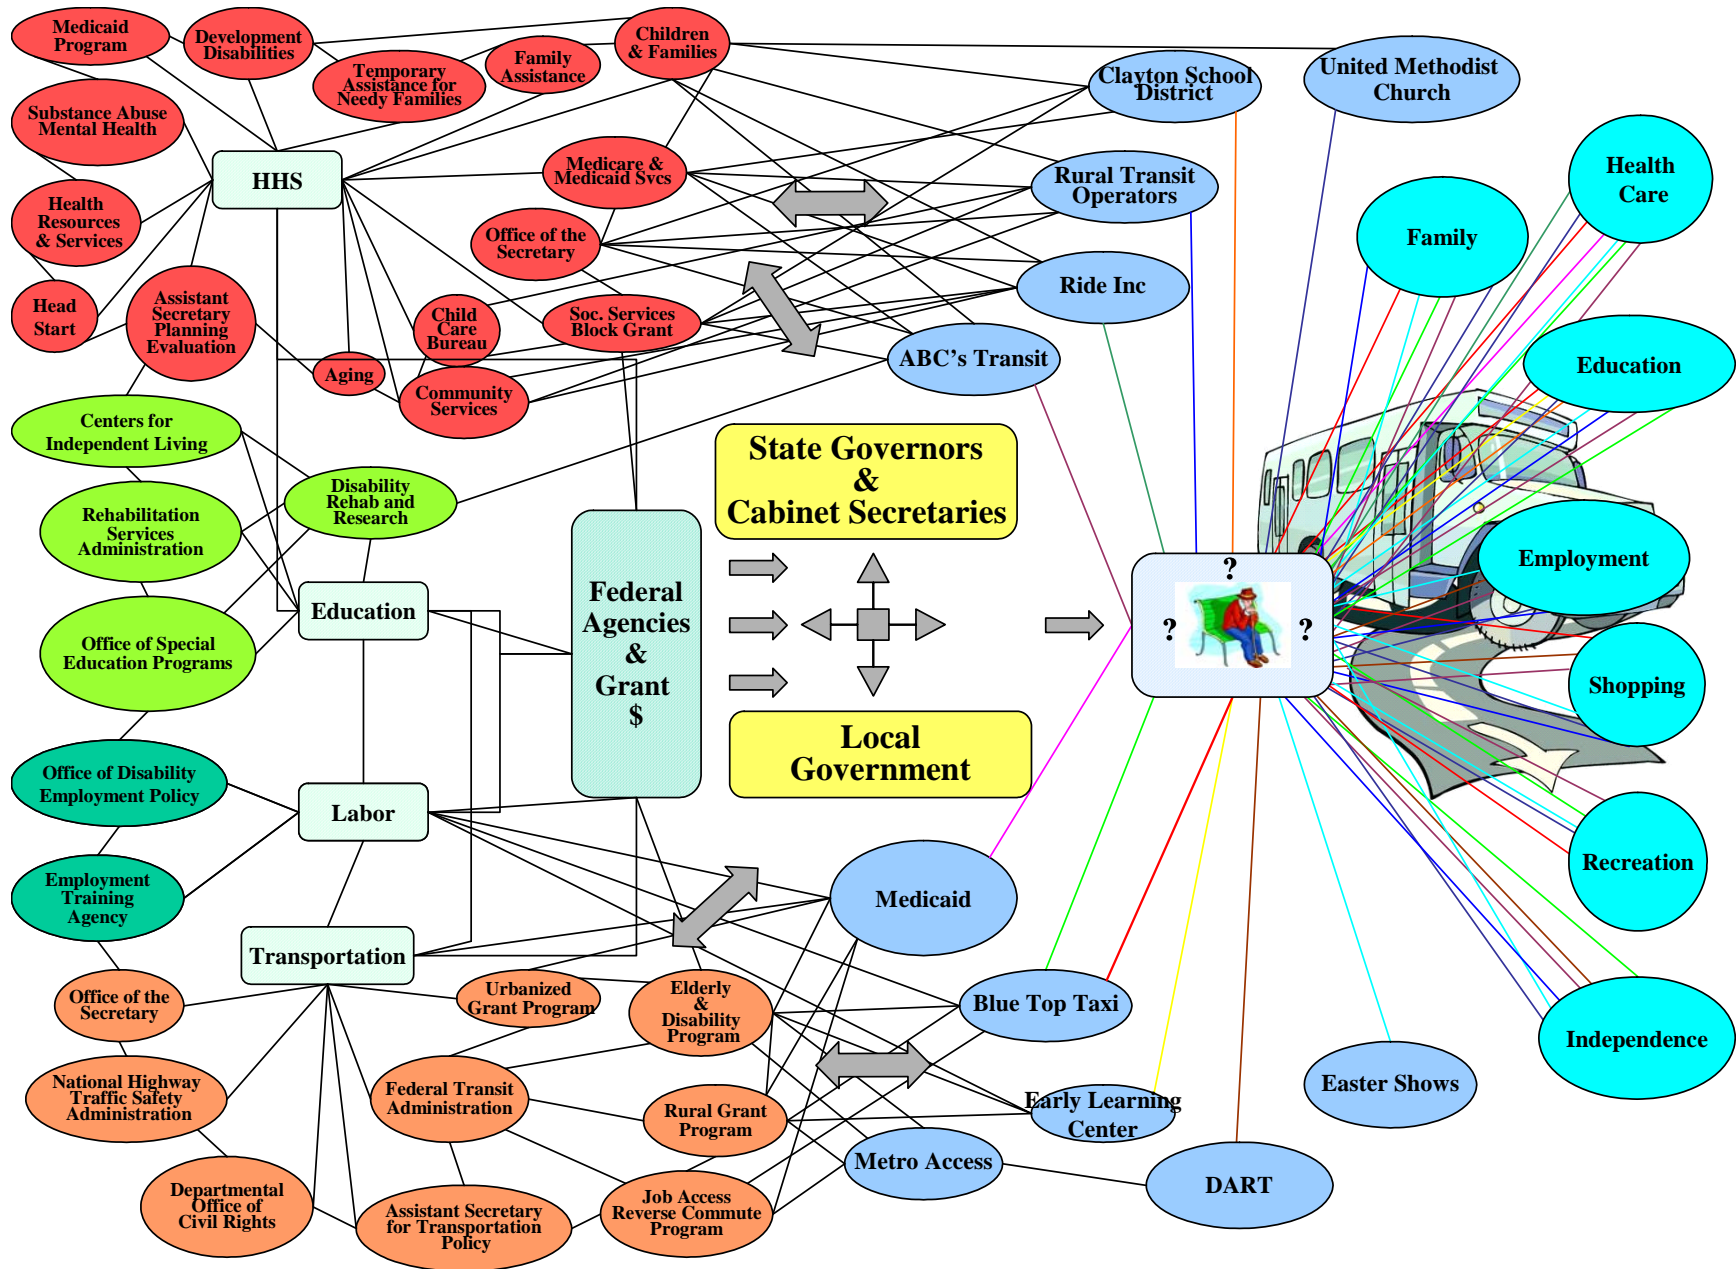 Medicaid
Program
Development
Disabilities
Temporary
Assistance for
Needy Families
Family
Assistance
Children
& Families
Clayton School
District
United Methodist
Church
Substance Abuse
Mental Health
HHS
Medicare &
Medicaid Svcs
Rural Transit
Operators
Health
Care
Health
Resources
& Services
Office of the
Secretary
Family
Head
Start
Assistant
Secretary
Planning
Evaluation
Child
Care
Bureau
Soc. Services
Block Grant
Ride Inc
Aging
Community
Services
ABC's Transit
Education
Centers for
Independent Living
Disability
Rehab and
Research
State Governors
&
Cabinet Secretaries
Rehabilitation
Services
Administration
Employment
Education
Federal
Agencies
&
Grant
$
?
?
?
Office of Special
Education Programs
Shopping
Local
Government
Office of Disability
Employment Policy
Labor
Recreation
Employment
Training
Agency
Medicaid
Transportation
Office of the
Secretary
Urbanized
Grant Program
Elderly
&
Disability
Program
Blue Top Taxi
Independence
National Highway
Traffic Safety
Administration
Federal Transit
Administration
Rural Grant
Program
Early Learning
Center
Easter Shows
Metro Access
DART
Departmental
Office of
Civil Rights
Assistant Secretary
for Transportation
Policy
Job Access
Reverse Commute
Program